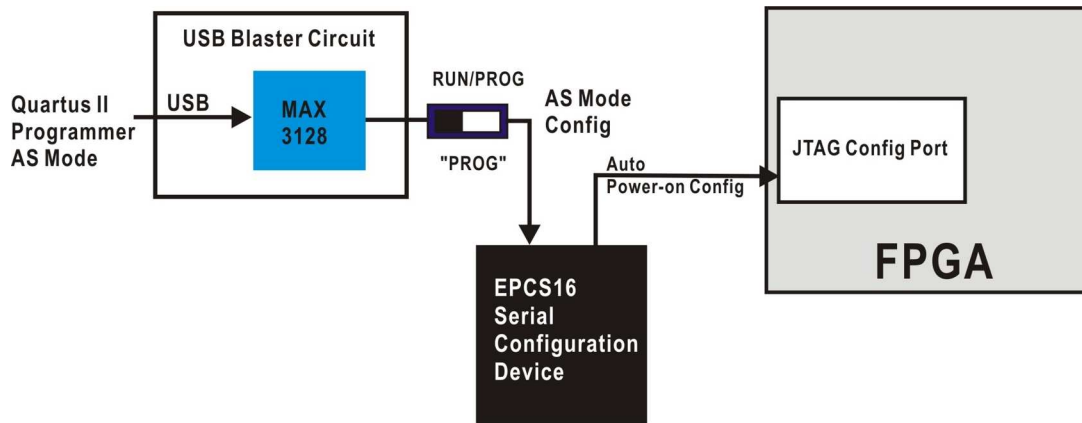 USB Blaster Circuit
Quartus II
Programmer
AS Mode
USB
MAX
3128
RUN/PROG
"PROG"
AS Mode
Config
Auto
Power-on Config
JTAG Config Port
FPGA
EPCS16
Serial
Configuration
Device